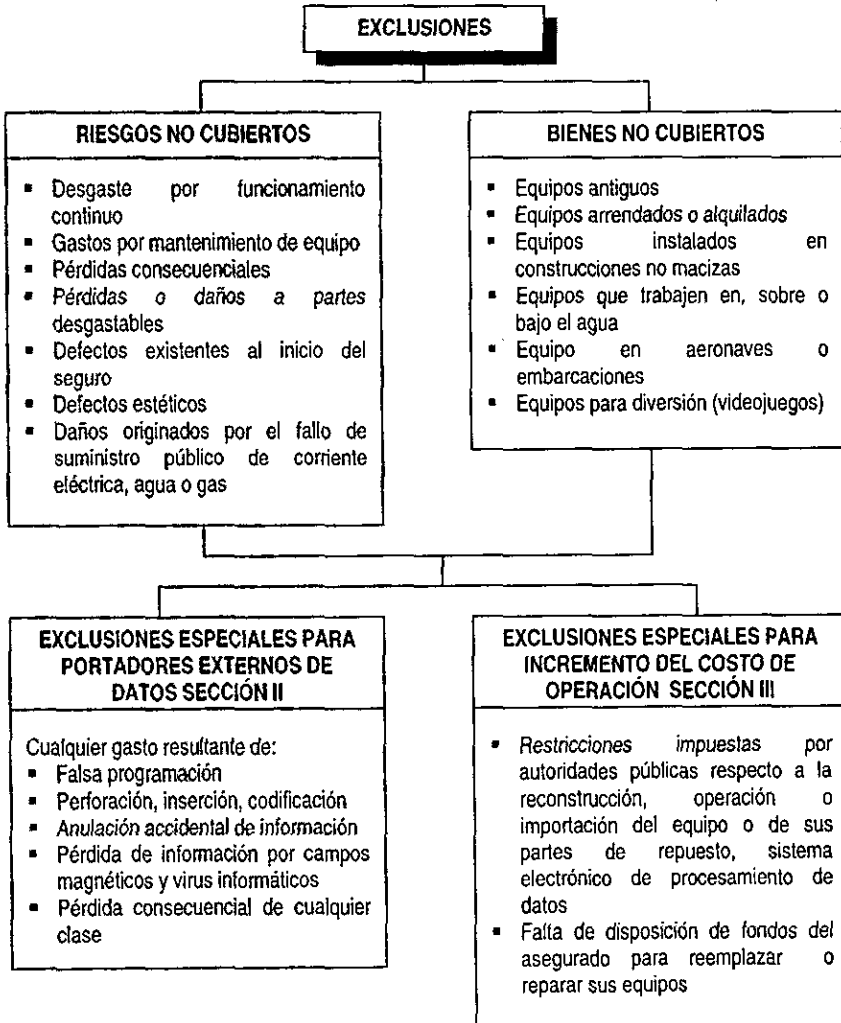 EXCLUSIONES
RIESGOS NO CUBIERTOS
▪ Desgaste por funcionamiento
continuo
▪ Gastos por mantenimiento de equipo
▪ Pérdidas consecuenciales
▪ Pérdidas o daños a partes
desgastables
▪ Defectos existentes al inicio del
seguro
▪ Defectos estéticos
▪ Daños originados por el fallo de
suministro público de corriente
eléctrica, agua o gas
BIENES NO CUBIERTOS
▪ Equipos antiguos
▪ Equipos arrendados o alquilados
▪ Equipos instalados en
construcciones no macizas
▪ Equipos que trabajen en, sobre o
bajo el agua
▪ Equipo en aeronaves o
embarcaciones
▪ Equipos para diversión (videojuegos)
EXCLUSIONES ESPECIALES PARA
PORTADORES EXTERNOS DE
DATOS SECCIÓN II
Cualquier gasto resultante de:
▪ Falsa programación
▪ Perforación, inserción, codificación
▪ Anulación accidental de información
▪ Pérdida de información por campos
magnéticos y virus informáticos
▪ Pérdida consecuencial de cualquier
clase
EXCLUSIONES ESPECIALES PARA
INCREMENTO DEL COSTO DE
OPERACIÓN SECCIÓN III
▪ Restricciones impuestas por
autoridades públicas respecto a la
reconstrucción, operación o
importación del equipo o de sus
partes de repuesto, sistema
electrónico de procesamiento de
datos
▪ Falta de disposición de fondos del
asegurado para reemplazar o
reparar sus equipos